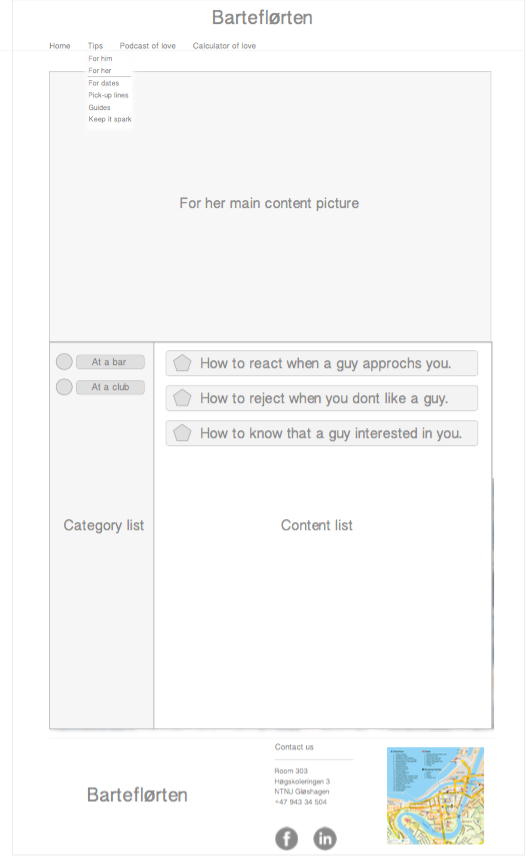 Barteflørten
Home Tips Podcast of love Calculator of love
For him
For her
For dates
Pick-up lines
Guides
Keep it spark
For her main content picture
At a bar
At a club
Category list
How to react when a guy approchs you.
How to reject when you dont like a guy.
How to know that a guy interested in you.
Content list
Barteflørten
Contact us
Room 303
Høgskoleringen 3
NTNU Gløshagen
+47 943 34 504
f
in